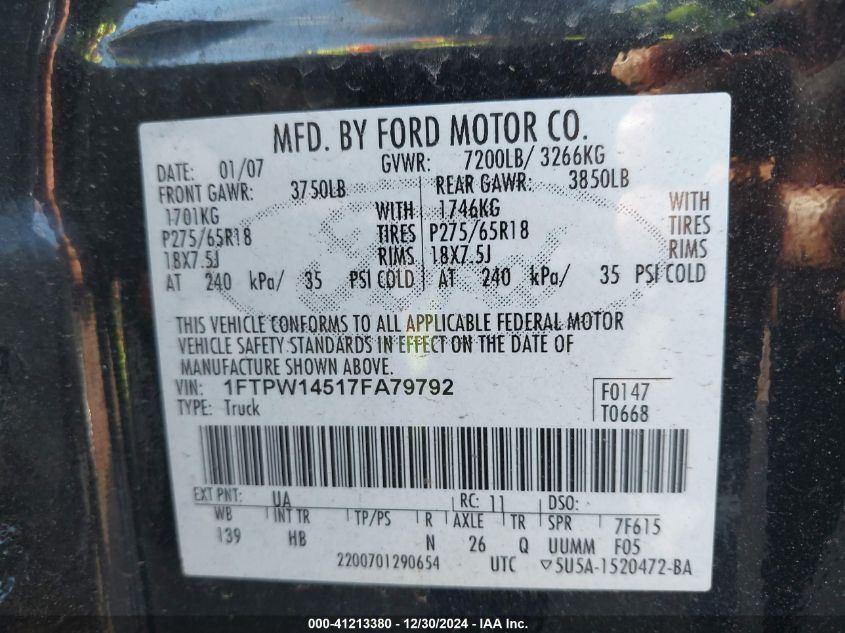 MFD. BY FORD MOTOR CO.
DATE: 01/07 GVWR: 7200LB/ 3266KG
FRONT GAWR: 3750LB REAR GAWR: 3850LB
1701KG WITH 1746KG WITH
P275/65R18 TIRES P275/65R18 TIRES
18X7.5J RIMS 18X7.5J RIMS
AT 240 kPa/ 35 PSI COLD AT 240 kPa/ 35 PSI COLD
THIS VEHICLE CONFORMS TO ALL APPLICABLE FEDERAL MOTOR
VEHICLE SAFETY STANDARDS IN EFFECT ON THE DATE OF
MANUFACTURE SHOWN ABOVE.
VIN: 1FTPW14517FA79792 F0147
TYPE: Truck T0668
EXT PNT: UA RC: 11 DSO:
WB INT TR TP/PS R AXLE TR SPR 7F615
139 HB N 26 Q UUMM F05
2200701290654 UTC ▽5U5A-1520472-BA
000-41213380 - 12/30/2024 - IAA Inc.